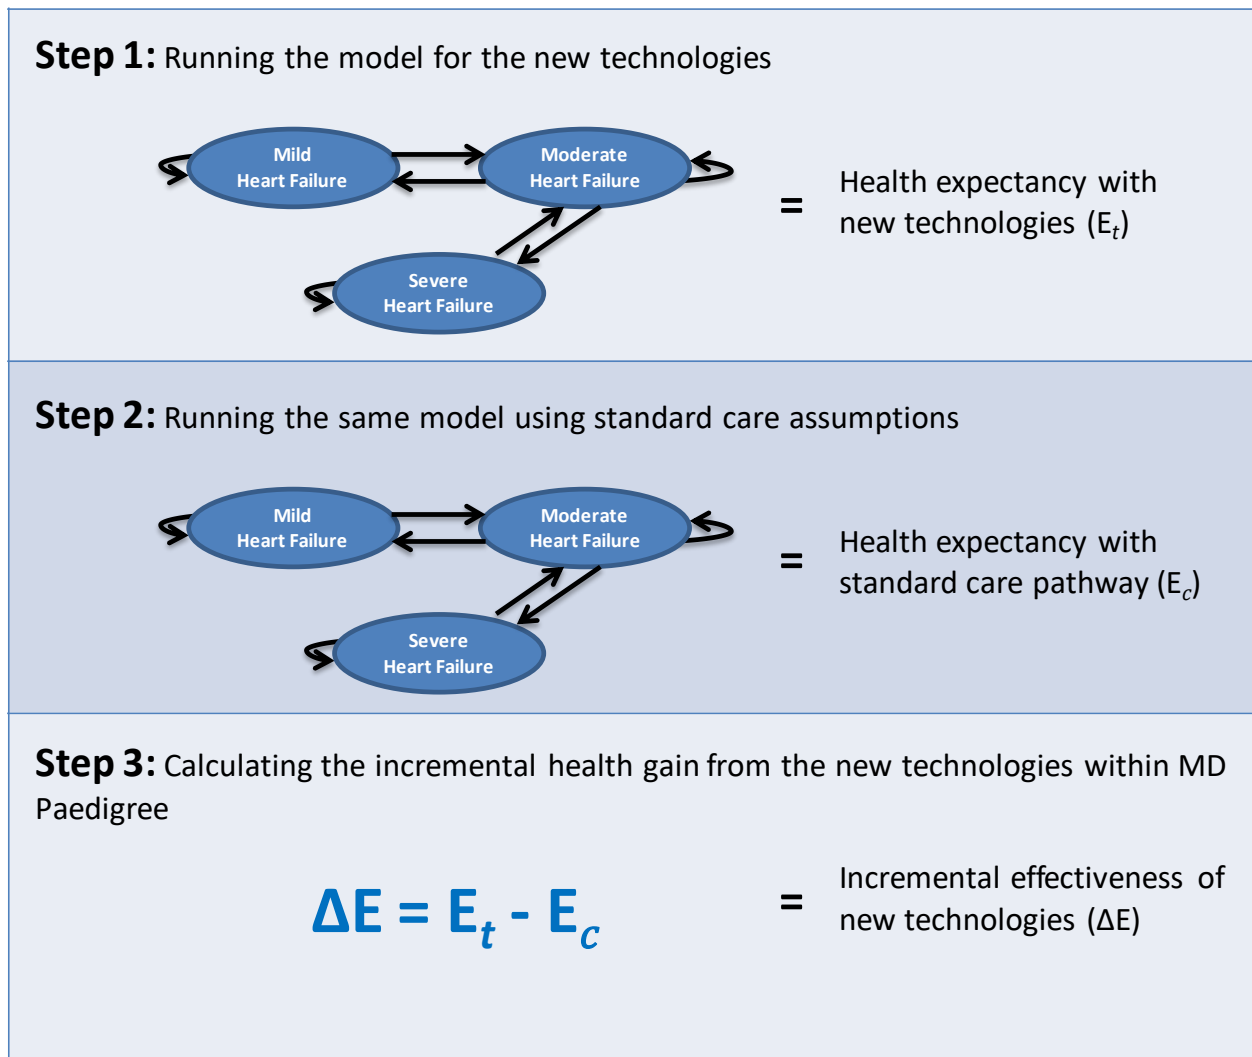 Step 1: Running the model for the new technologies
Mild
Heart Failure
Moderate
Heart Failure
Severe
Heart Failure
=
Health expectancy with
new technologies (Et)
Step 2: Running the same model using standard care assumptions
Mild
Heart Failure
Moderate
Heart Failure
Severe
Heart Failure
=
Health expectancy with
standard care pathway (Ec)
Step 3: Calculating the incremental health gain from the new technologies within MD
Paedigree
ΔE = Et - Ec
=
Incremental effectiveness of
new technologies (ΔE)